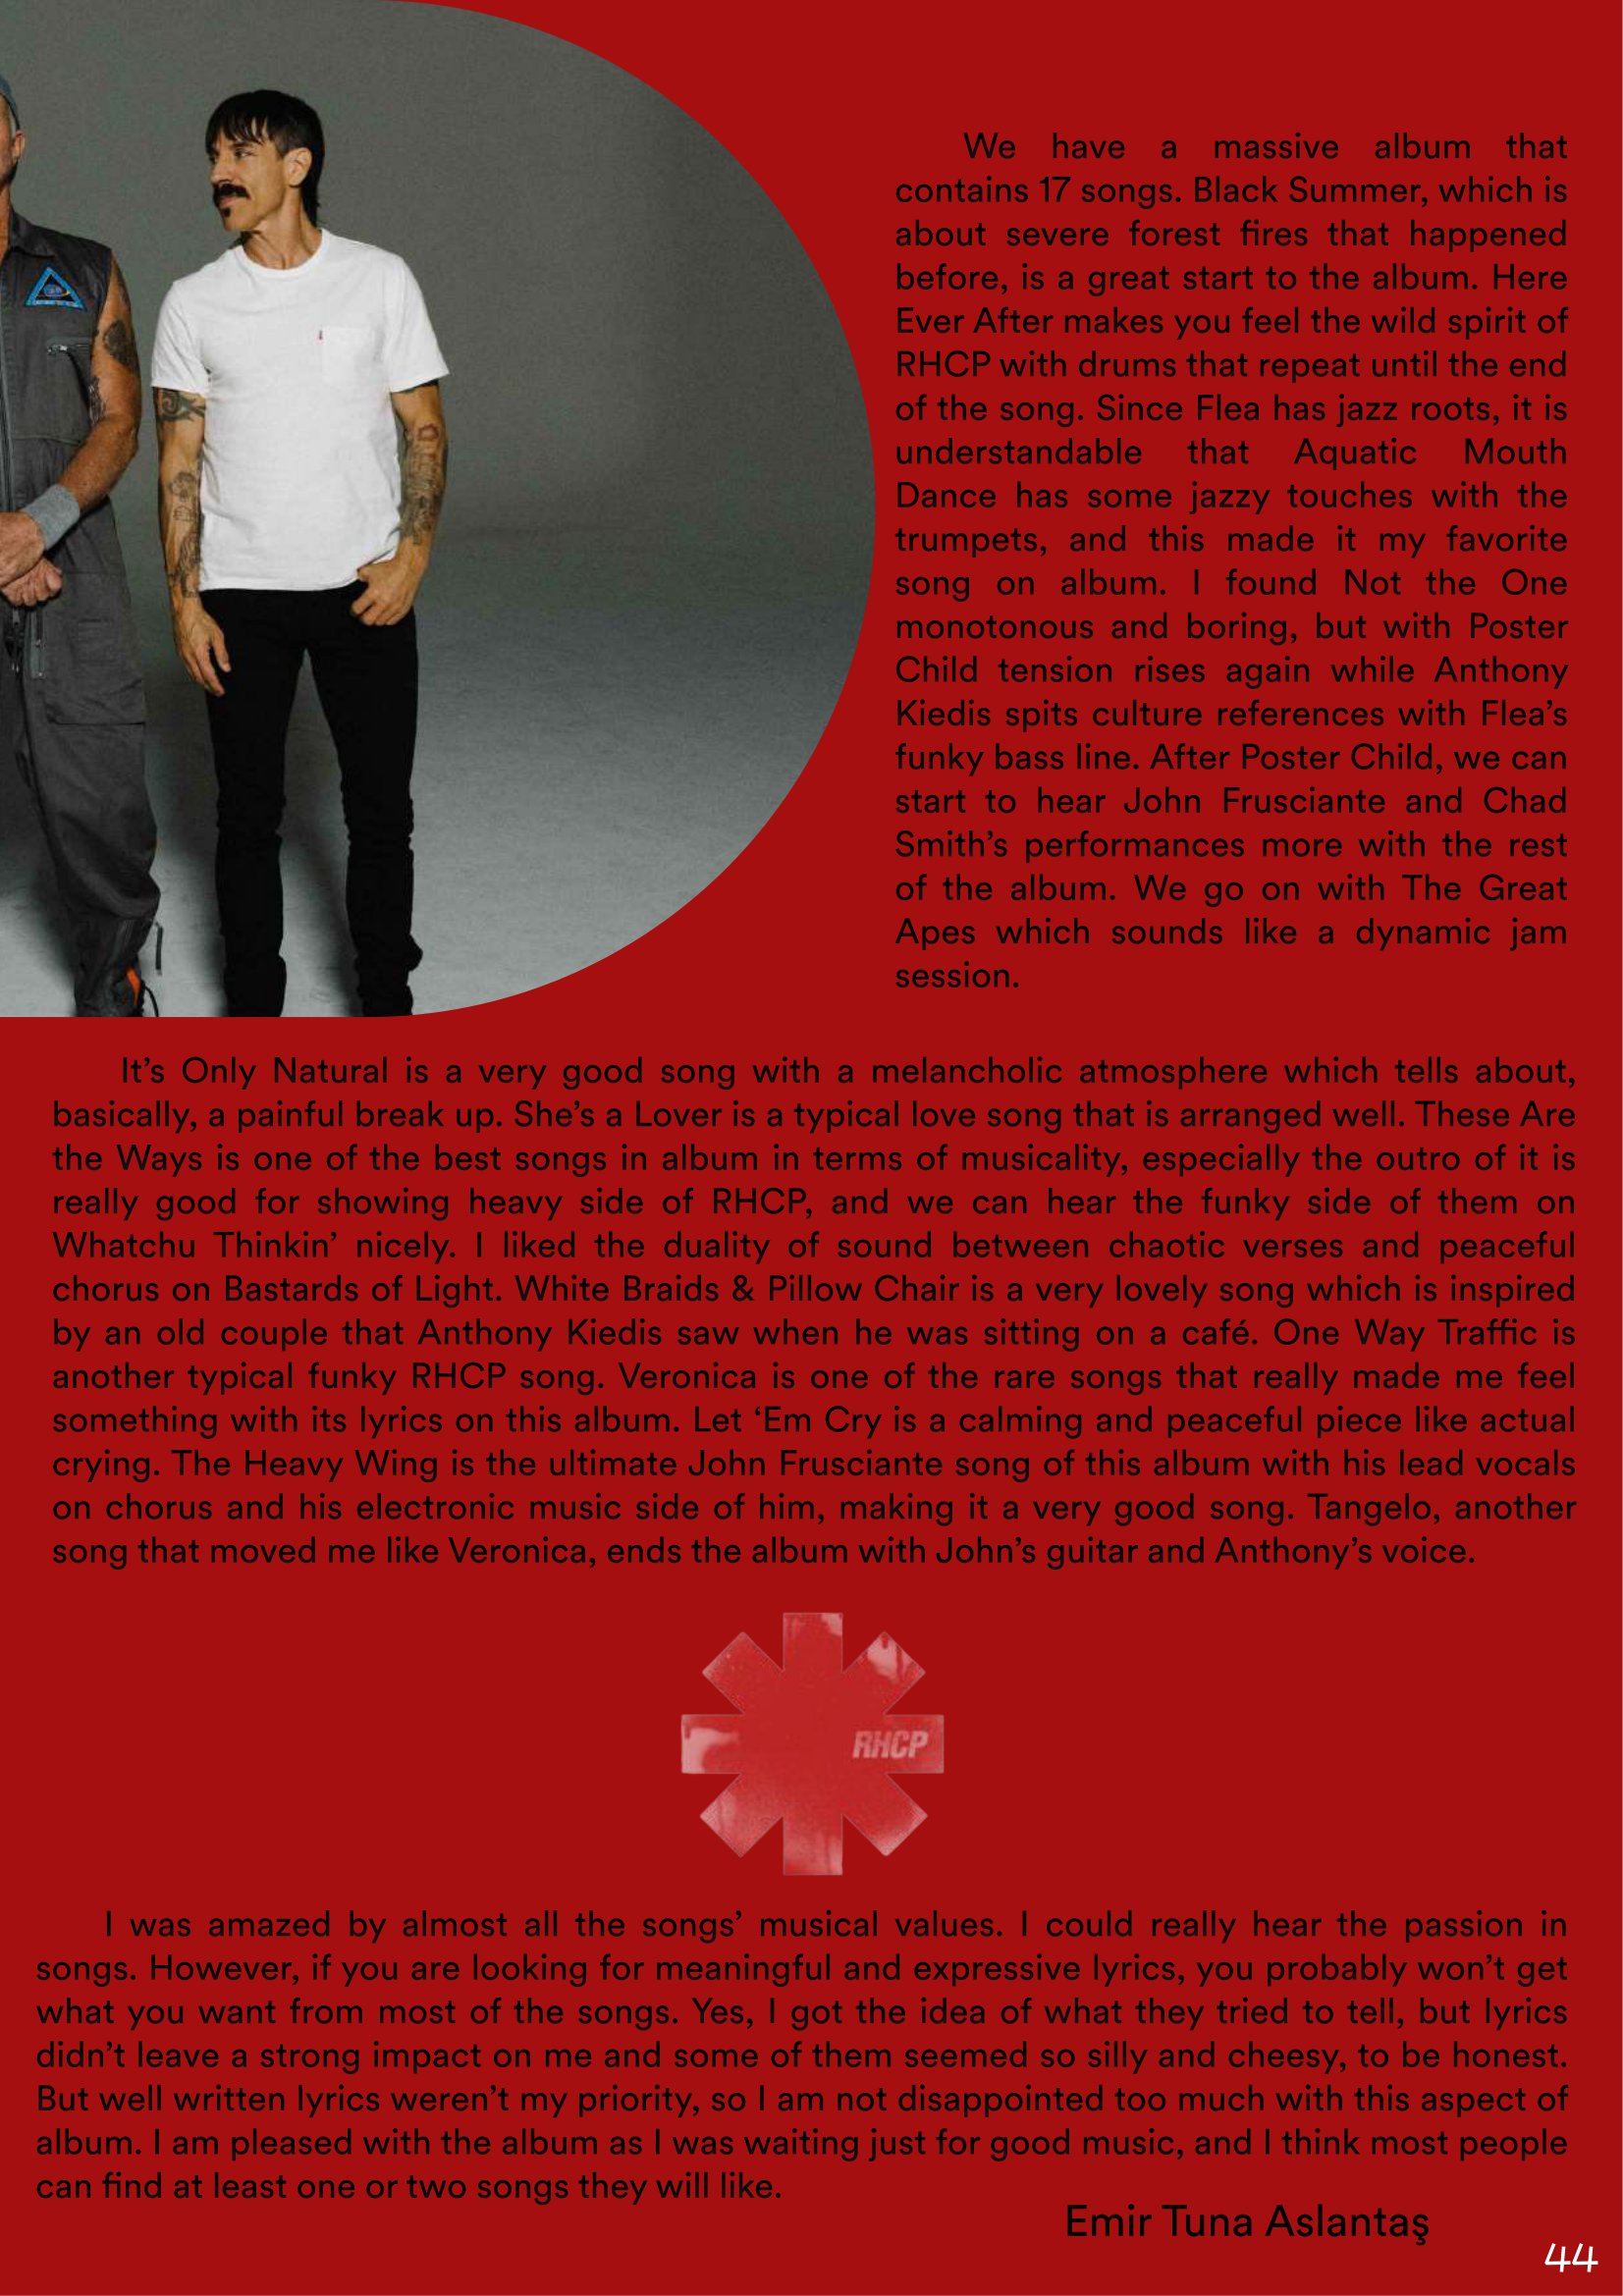 We have a massive album that
contains 17 songs. Black Summer, which is
about severe forest fires that happened
before, is a great start to the album. Here
Ever After makes you feel the wild spirit of
RHCP with drums that repeat until the end
of the song. Since Flea has jazz roots, it is
understandable that Aquatic Mouth
Dance has some jazzy touches with the
trumpets, and this made it my favorite
song on album. I found Not the One
monotonous and boring, but with Poster
Child tension rises again while Anthony
Kiedis spits culture references with Flea’s
funky bass line. After Poster Child, we can
start to hear John Frusciante and Chad
Smith’s performances more with the rest
of the album. We go on with The Great
Apes which sounds like a dynamic jam
session.
It’s Only Natural is a very good song with a melancholic atmosphere which tells about,
basically, a painful break up. She’s a Lover is a typical love song that is arranged well. These Are
the Ways is one of the best songs in album in terms of musicality, especially the outro of it is
really good for showing heavy side of RHCP, and we can hear the funky side of them on
Whatchu Thinkin’ nicely. I liked the duality of sound between chaotic verses and peaceful
chorus on Bastards of Light. White Braids & Pillow Chair is a very lovely song which is inspired
by an old couple that Anthony Kiedis saw when he was sitting on a café. One Way Traffic is
another typical funky RHCP song. Veronica is one of the rare songs that really made me feel
something with its lyrics on this album. Let ‘Em Cry is a calming and peaceful piece like actual
crying. The Heavy Wing is the ultimate John Frusciante song of this album with his lead vocals
on chorus and his electronic music side of him, making it a very good song. Tangelo, another
song that moved me like Veronica, ends the album with John’s guitar and Anthony’s voice.
RHCP
I was amazed by almost all the songs’ musical values. I could really hear the passion in
songs. However, if you are looking for meaningful and expressive lyrics, you probably won’t get
what you want from most of the songs. Yes, I got the idea of what they tried to tell, but lyrics
didn’t leave a strong impact on me and some of them seemed so silly and cheesy, to be honest.
But well written lyrics weren’t my priority, so I am not disappointed too much with this aspect of
album. I am pleased with the album as I was waiting just for good music, and I think most people
can find at least one or two songs they will like.
Emir Tuna Aslantaş
44